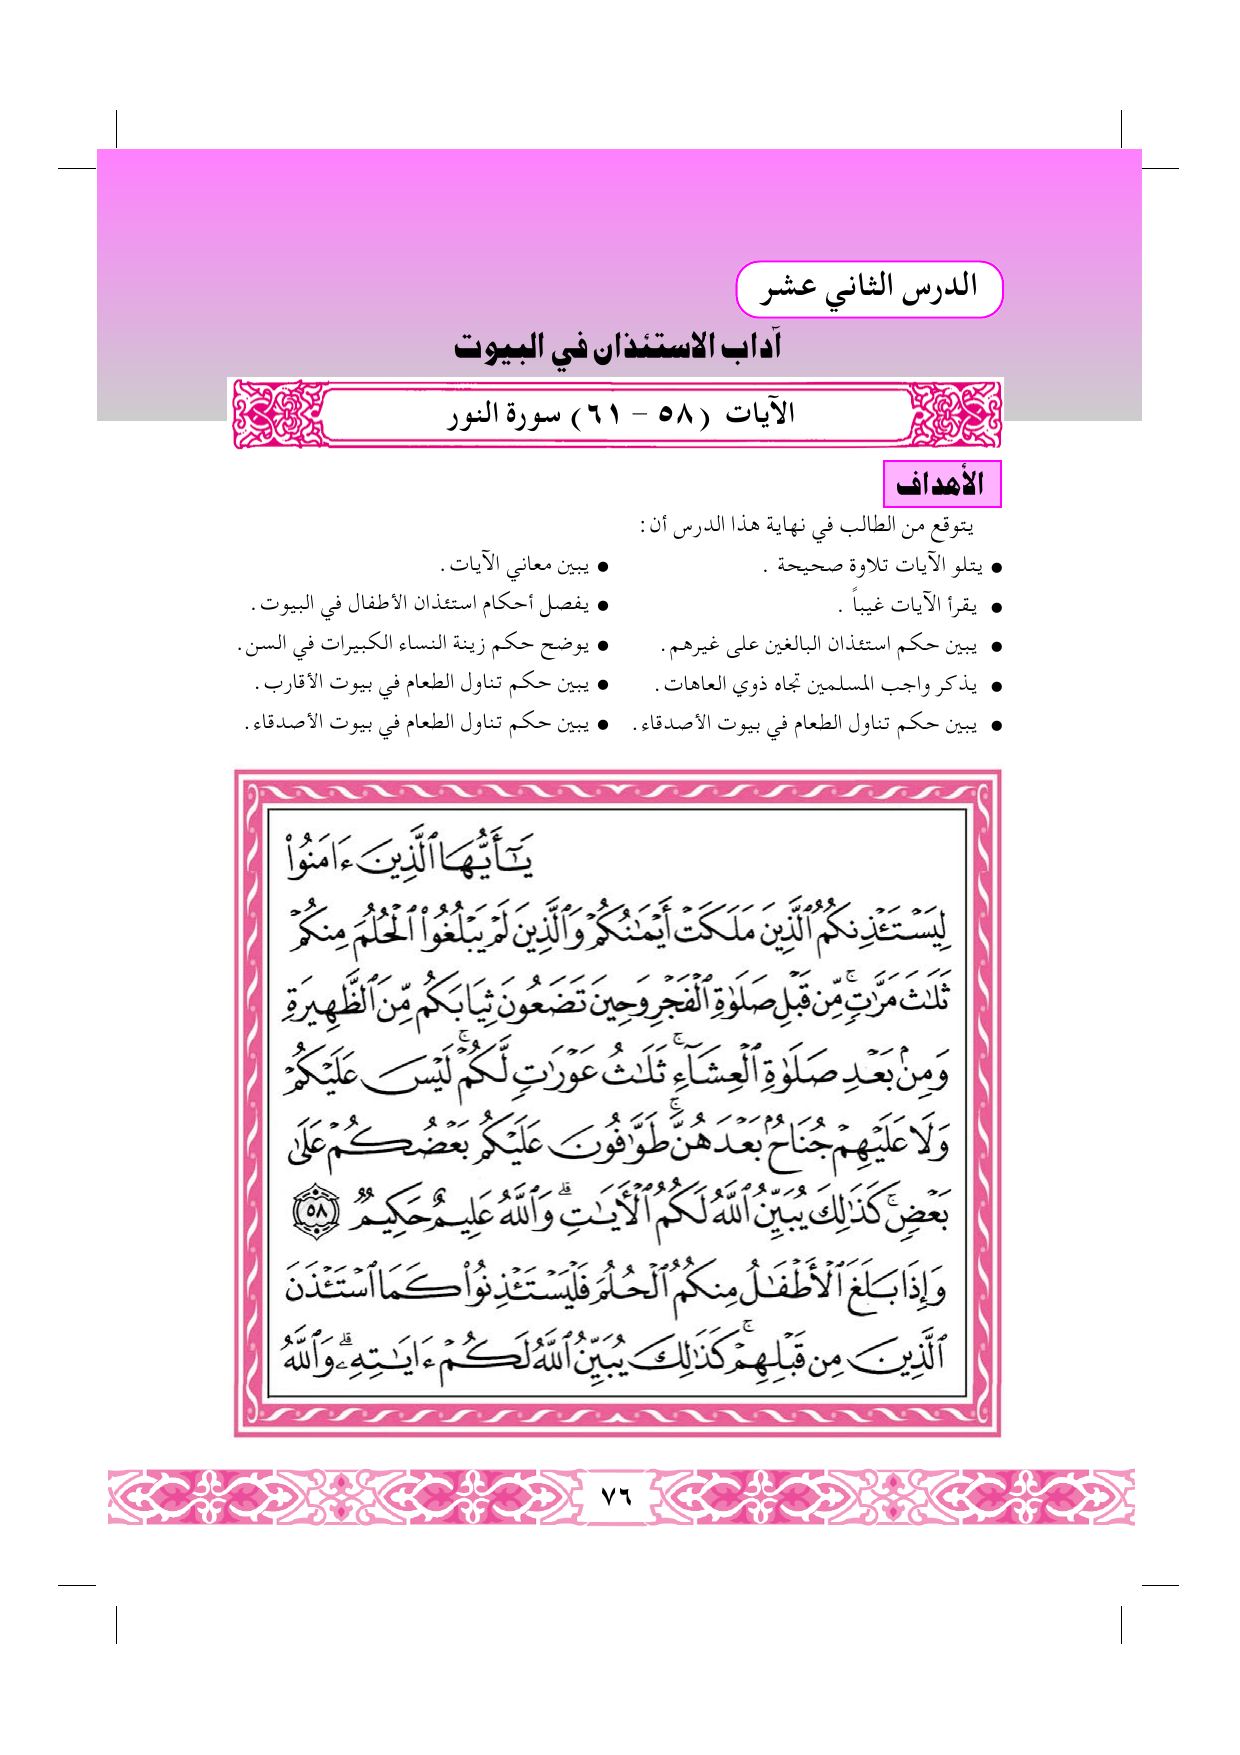 الدرس الثاني عشر
آداب الاستئذان في البيوت
الآيات (٥٨ - ٦١) سورة النور
الأهداف
يتوقع من الطالب في نهاية هذا الدرس أن:
● يتلو الآيات تلاوة صحيحة .
● يقرأ الآيات غيباً .
● يبين حكم استئذان البالغين على غيرهم.
● يذكر واجب المسلمين تجاه ذوي العاهات.
● يبين حكم تناول الطعام في بيوت الأصدقاء.
● يبين معاني الآيات.
● يفصل أحكام استئذان الأطفال في البيوت.
● يوضح حكم زينة النساء الكبيرات في السن.
● يبين حكم تناول الطعام في بيوت الأقارب.
● يبين حكم تناول الطعام في بيوت الأصدقاء.
يَٰٓأَيُّهَا ٱلَّذِينَ ءَامَنُوا۟
لِيَسْتَـْٔذِنكُمُ ٱلَّذِينَ مَلَكَتْ أَيْمَٰنُكُمْ وَٱلَّذِينَ لَمْ يَبْلُغُوا۟ ٱلْحُلُمَ مِنكُمْ
ثَلَٰثَ مَرَّٰتٍۚ مِّن قَبْلِ صَلَوٰةِ ٱلْفَجْرِ وَحِينَ تَضَعُونَ ثِيَابَكُم مِّنَ ٱلظَّهِيرَةِ
وَمِنۢ بَعْدِ صَلَوٰةِ ٱلْعِشَآءِۚ ثَلَٰثُ عَوْرَٰتٍ لَّكُمْۚ لَيْسَ عَلَيْكُمْ
وَلَا عَلَيْهِمْ جُنَاحٌۢ بَعْدَهُنَّۚ طَوَّٰفُونَ عَلَيْكُم بَعْضُكُمْ عَلَىٰ
بَعْضٍۚ كَذَٰلِكَ يُبَيِّنُ ٱللَّهُ لَكُمُ ٱلْأَيَٰتِۗ وَٱللَّهُ عَلِيمٌ حَكِيمٌ ٥٨
وَإِذَا بَلَغَ ٱلْأَطْفَٰلُ مِنكُمُ ٱلْحُلُمَ فَلْيَسْتَـْٔذِنُوا۟ كَمَا ٱسْتَـْٔذَنَ
ٱلَّذِينَ مِن قَبْلِهِمْۚ كَذَٰلِكَ يُبَيِّنُ ٱللَّهُ لَكُمْ ءَايَٰتِهِۦۗ وَٱللَّهُ
٧٦